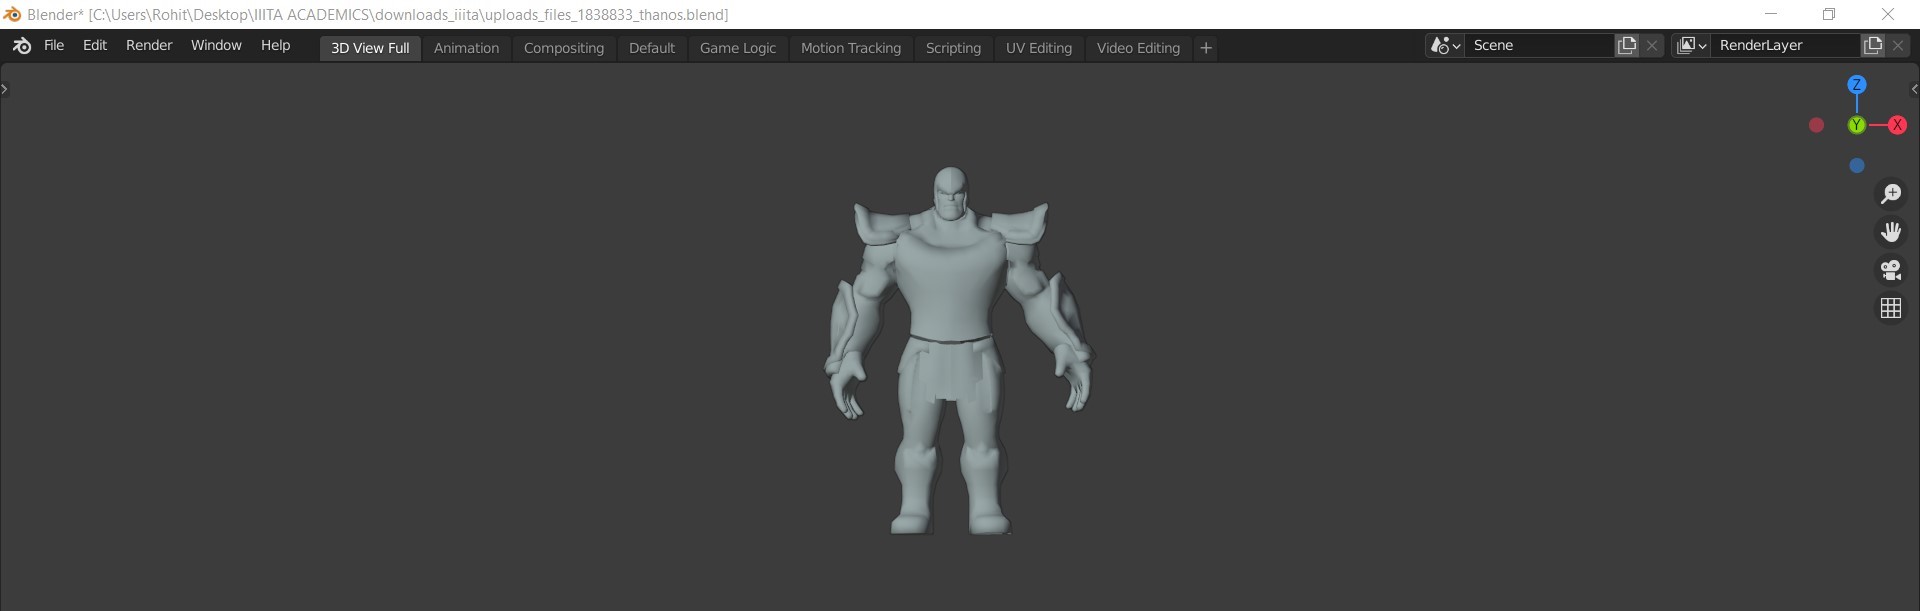 Blender* [C:\Users\Rohit\Desktop\IIITA ACADEMICS\downloads_iiita\uploads_files_1838833_thanos.blend]
File Edit Render Window Help 3D View Full Animation Compositing Default Game Logic Motion Tracking Scripting UV Editing Video Editing + Scene RenderLayer
Z
Y X